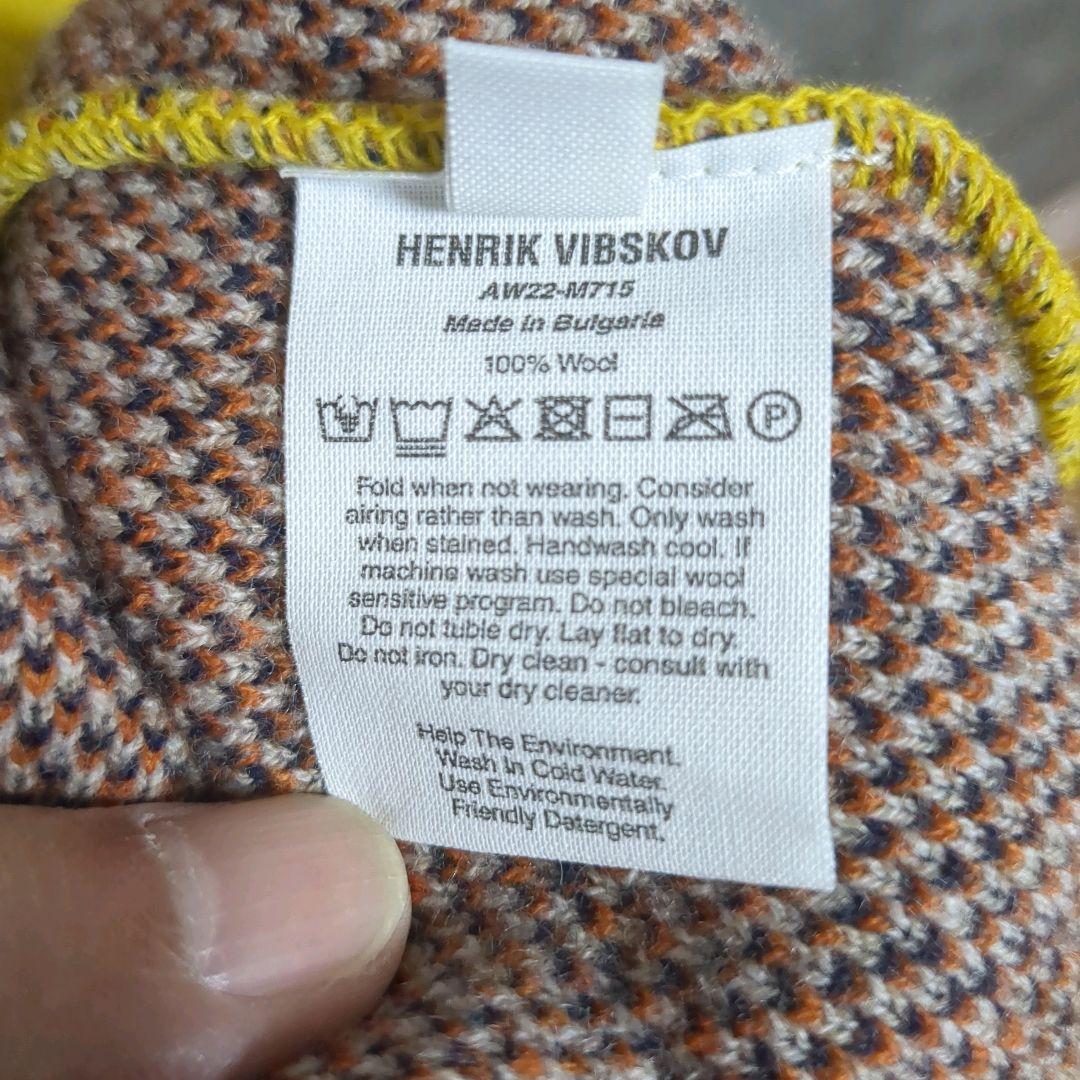 HENRIK VIBSKOV
AW22-M715
Made in Bulgaria
100% Wool
P
Fold when not wearing. Consider
airing rather than wash. Only wash
when stained. Handwash cool. If
machine wash use special wool
sensitive program. Do not bleach.
Do not tuble dry. Lay flat to dry.
Do not iron. Dry clean - consult with
your dry cleaner.
Help The Environment.
Wash In Cold Water.
Use Environmentally
Friendly Detergent.